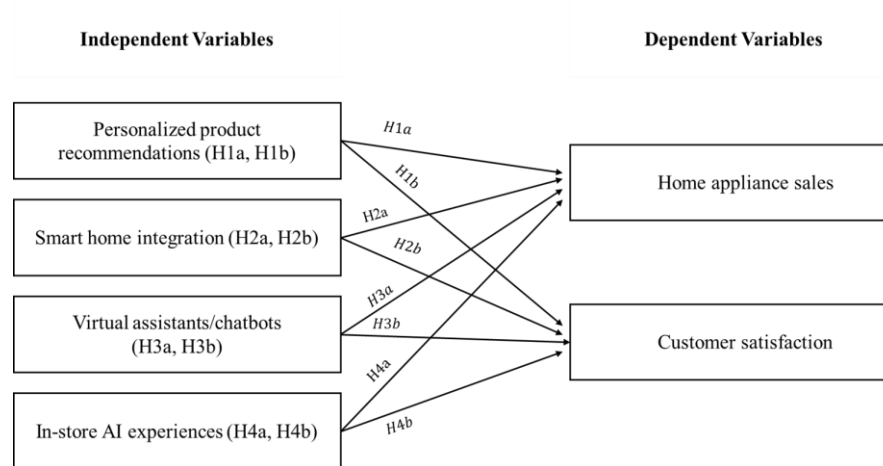 Independent Variables
Dependent Variables
Personalized product
recommendations (H1a, H1b)
Smart home integration (H2a, H2b)
Virtual assistants/chatbots
(H3a, H3b)
In-store AI experiences (H4a, H4b)
H1a
H1b
H2a
H2b
H3a
H3b
H4a
H4b
Home appliance sales
Customer satisfaction